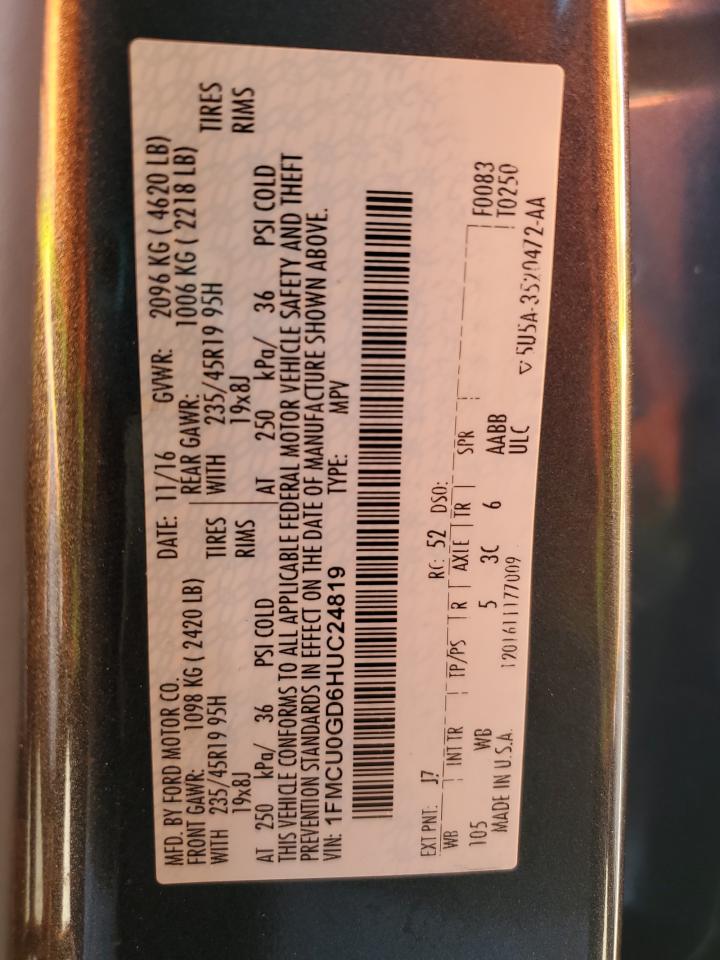 MFD. BY FORD MOTOR CO. DATE: 11/16 GVWR: 2096 KG ( 4620 LB)
FRONT GAWR: 1098 KG ( 2420 LB) REAR GAWR: 1006 KG ( 2218 LB)
WITH 235/45R19 95H TIRES WITH 235/45R19 95H TIRES
19x8J RIMS 19x8J RIMS
AT 250 kPa/ 36 PSI COLD AT 250 kPa/ 36 PSI COLD
THIS VEHICLE CONFORMS TO ALL APPLICABLE FEDERAL MOTOR VEHICLE SAFETY AND THEFT
PREVENTION STANDARDS IN EFFECT ON THE DATE OF MANUFACTURE SHOWN ABOVE.
VIN: 1FMCU0GD6HUC24819 TYPE: MPV
EXT PNT: J7 RC: 52 DSO: F0083
WB INT TR TP/PS R AXLE TR SPR T0250
105 WB 5 3C 6 AABB
MADE IN U.S.A. 1201611177009 ULC
5U5A-3520472-AA